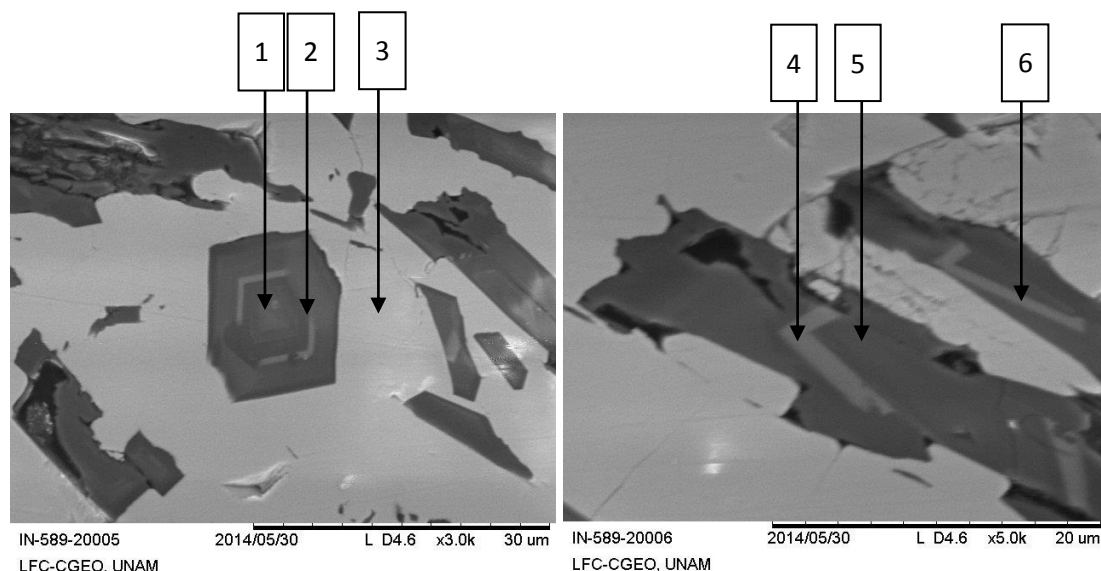 1 2 3
4 5 6
IN-589-20005 2014/05/30 L D4.6 x3.0k 30 um
LFC-CGEO, UNAM
IN-589-20006 2014/05/30 L D4.6 x5.0k 20 um
LFC-CGEO, UNAM